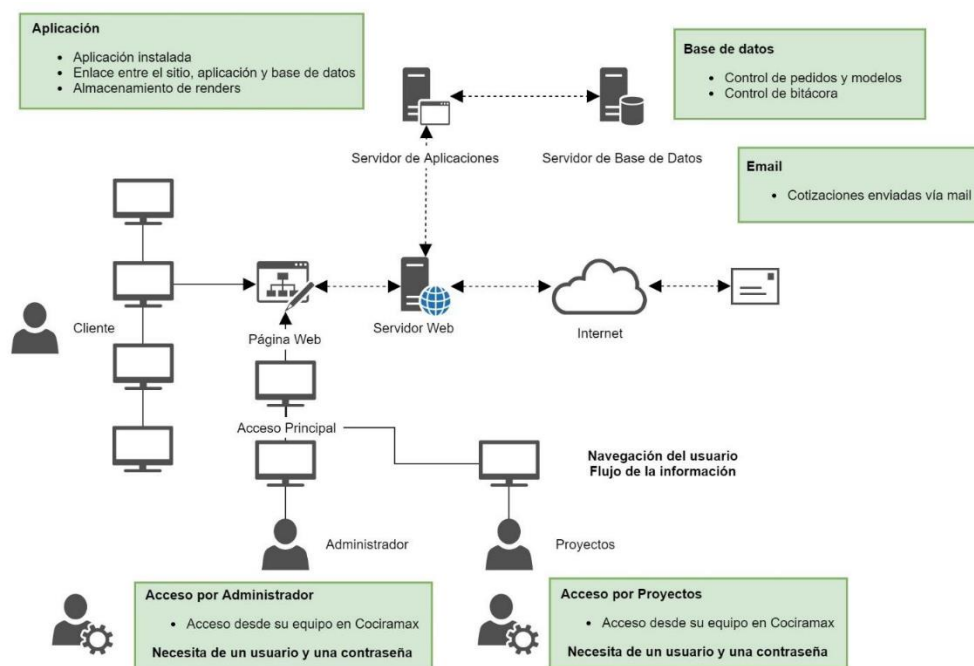 Aplicación
Aplicación instalada
Enlace entre el sitio, aplicación y base de datos
Almacenamiento de renders
Base de datos
Control de pedidos y modelos
Control de bitácora
Servidor de Aplicaciones
Servidor de Base de Datos
Email
Cotizaciones enviadas vía mail
Cliente
Página Web
Servidor Web
Internet
Acceso Principal
Navegación del usuario
Flujo de la información
Administrador
Proyectos
Acceso por Administrador
Acceso desde su equipo en Cociramax
Necesita de un usuario y una contraseña
Acceso por Proyectos
Acceso desde su equipo en Cociramax
Necesita de un usuario y una contraseña